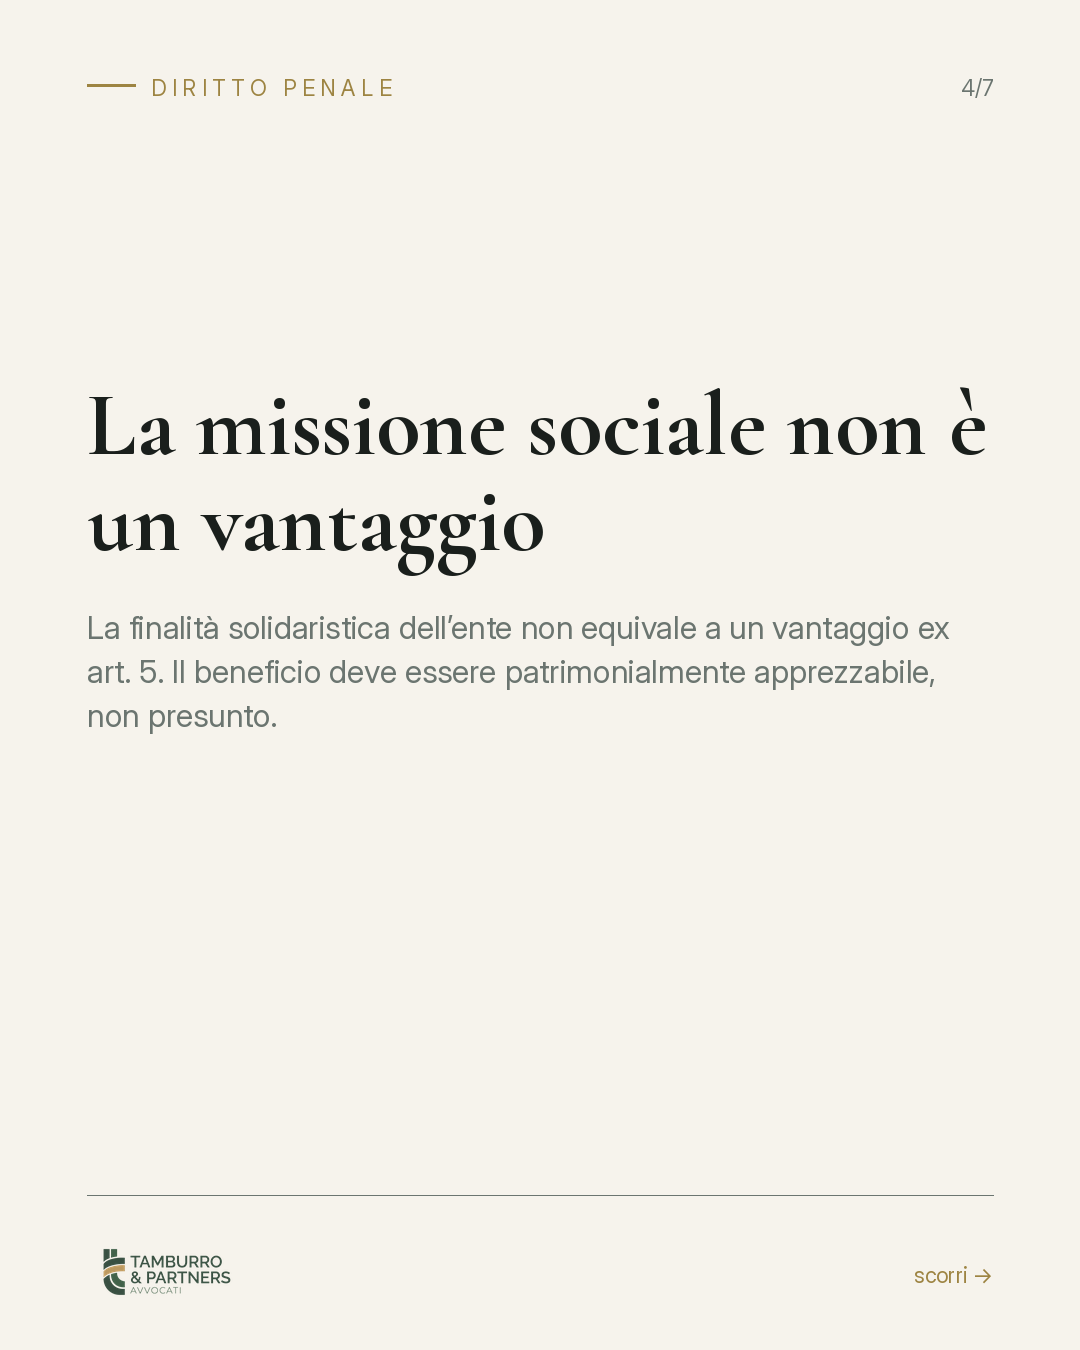 DIRITTO PENALE
4/7
La missione sociale non è
un vantaggio
La finalità solidaristica dell’ente non equivale a un vantaggio ex
art. 5. Il beneficio deve essere patrimonialmente apprezzabile,
non presunto.
TAMBURRO
& PARTNERS
AVVOCATI
scorri →